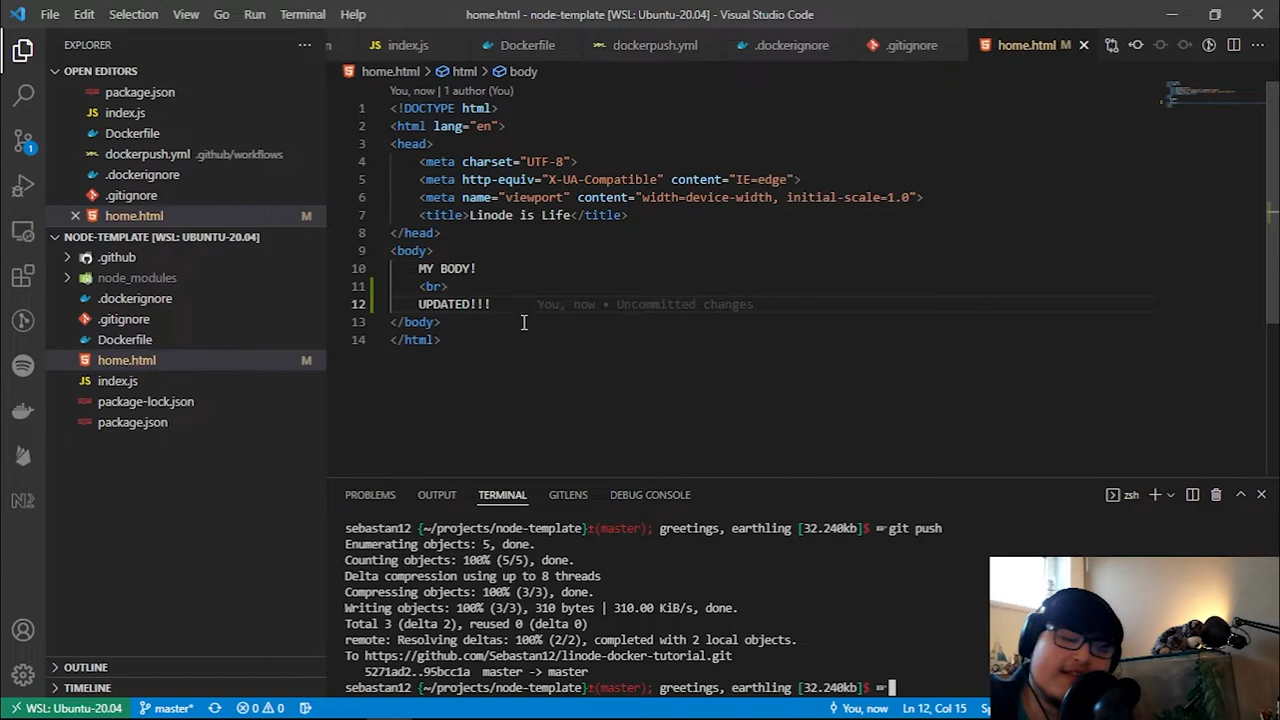 File Edit Selection View Go Run Terminal Help
home.html - node-template [WSL: Ubuntu-20.04] - Visual Studio Code
EXPLORER
OPEN EDITORS
package.json
index.js
Dockerfile
dockerpush.yml .github/workflows
.dockerignore
.gitignore
home.html M
NODE-TEMPLATE [WSL: UBUNTU-20.04]
.github
node_modules
.dockerignore
.gitignore
Dockerfile
home.html M
index.js
package-lock.json
package.json
OUTLINE
TIMELINE
index.js Dockerfile dockerpush.yml .dockerignore .gitignore home.html M
home.html > html > body
You, now | 1 author (You)
1 <!DOCTYPE html>
2 <html lang="en">
3 <head>
4 <meta charset="UTF-8">
5 <meta http-equiv="X-UA-Compatible" content="IE=edge">
6 <meta name="viewport" content="width=device-width, initial-scale=1.0">
7 <title>Linode is Life</title>
8 </head>
9 <body>
10 MY BODY!
11 <br>
12 UPDATED!!! You, now • Uncommitted changes
13 </body>
14 </html>
PROBLEMS OUTPUT TERMINAL GITLENS DEBUG CONSOLE
zsh
sebastan12 {~/projects/node-template}±(master); greetings, earthling [32.240kb]$ git push
Enumerating objects: 5, done.
Counting objects: 100% (5/5), done.
Delta compression using up to 8 threads
Compressing objects: 100% (3/3), done.
Writing objects: 100% (3/3), 310 bytes | 310.00 KiB/s, done.
Total 3 (delta 2), reused 0 (delta 0)
remote: Resolving deltas: 100% (2/2), completed with 2 local objects.
To https://github.com/Sebastan12/linode-docker-tutorial.git
5271ad2..95bcc1a master -> master
sebastan12 {~/projects/node-template}±(master); greetings, earthling [32.240kb]$
WSL: Ubuntu-20.04 master* 0 0 You, now Ln 12, Col 15